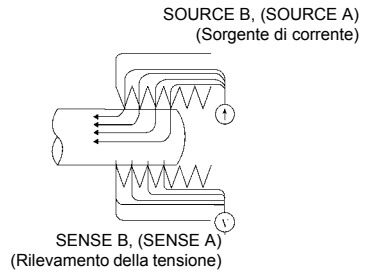 SOURCE B, (SOURCE A)
(Sorgente di corrente)
V
SENSE B, (SENSE A)
(Rilevamento della tensione)